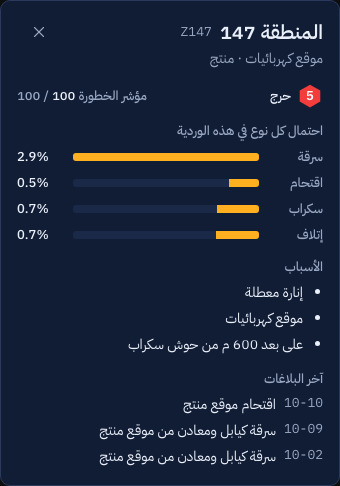 المنطقة 147 Z147 ×
موقع كهربائيات · منتج
5 حرج مؤشر الخطورة 100 / 100
احتمال كل نوع في هذه الوردية
سرقة 2.9%
اقتحام 0.5%
سكراب 0.7%
إتلاف 0.7%
الأسباب
• إنارة معطلة
• موقع كهربائيات
• على بعد 600 م من حوش سكراب
آخر البلاغات
10-10 اقتحام موقع منتج
10-09 سرقة كيابل ومعادن من موقع منتج
10-02 سرقة كيابل ومعادن من موقع منتج